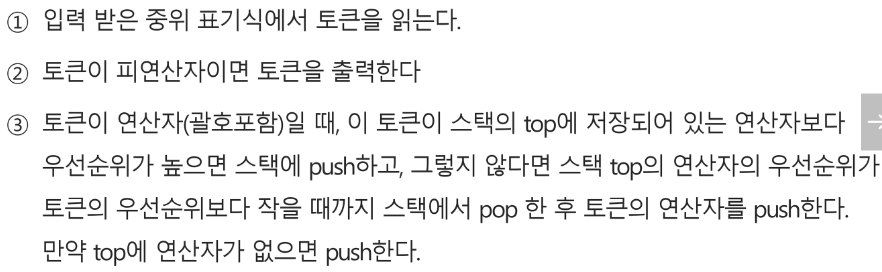 ① 입력 받은 중위 표기식에서 토큰을 읽는다.
② 토큰이 피연산자이면 토큰을 출력한다
③ 토큰이 연산자(괄호포함)일 때, 이 토큰이 스택의 top에 저장되어 있는 연산자보다
우선순위가 높으면 스택에 push하고, 그렇지 않다면 스택 top의 연산자의 우선순위가
토큰의 우선순위보다 작을 때까지 스택에서 pop 한 후 토큰의 연산자를 push한다.
만약 top에 연산자가 없으면 push한다.